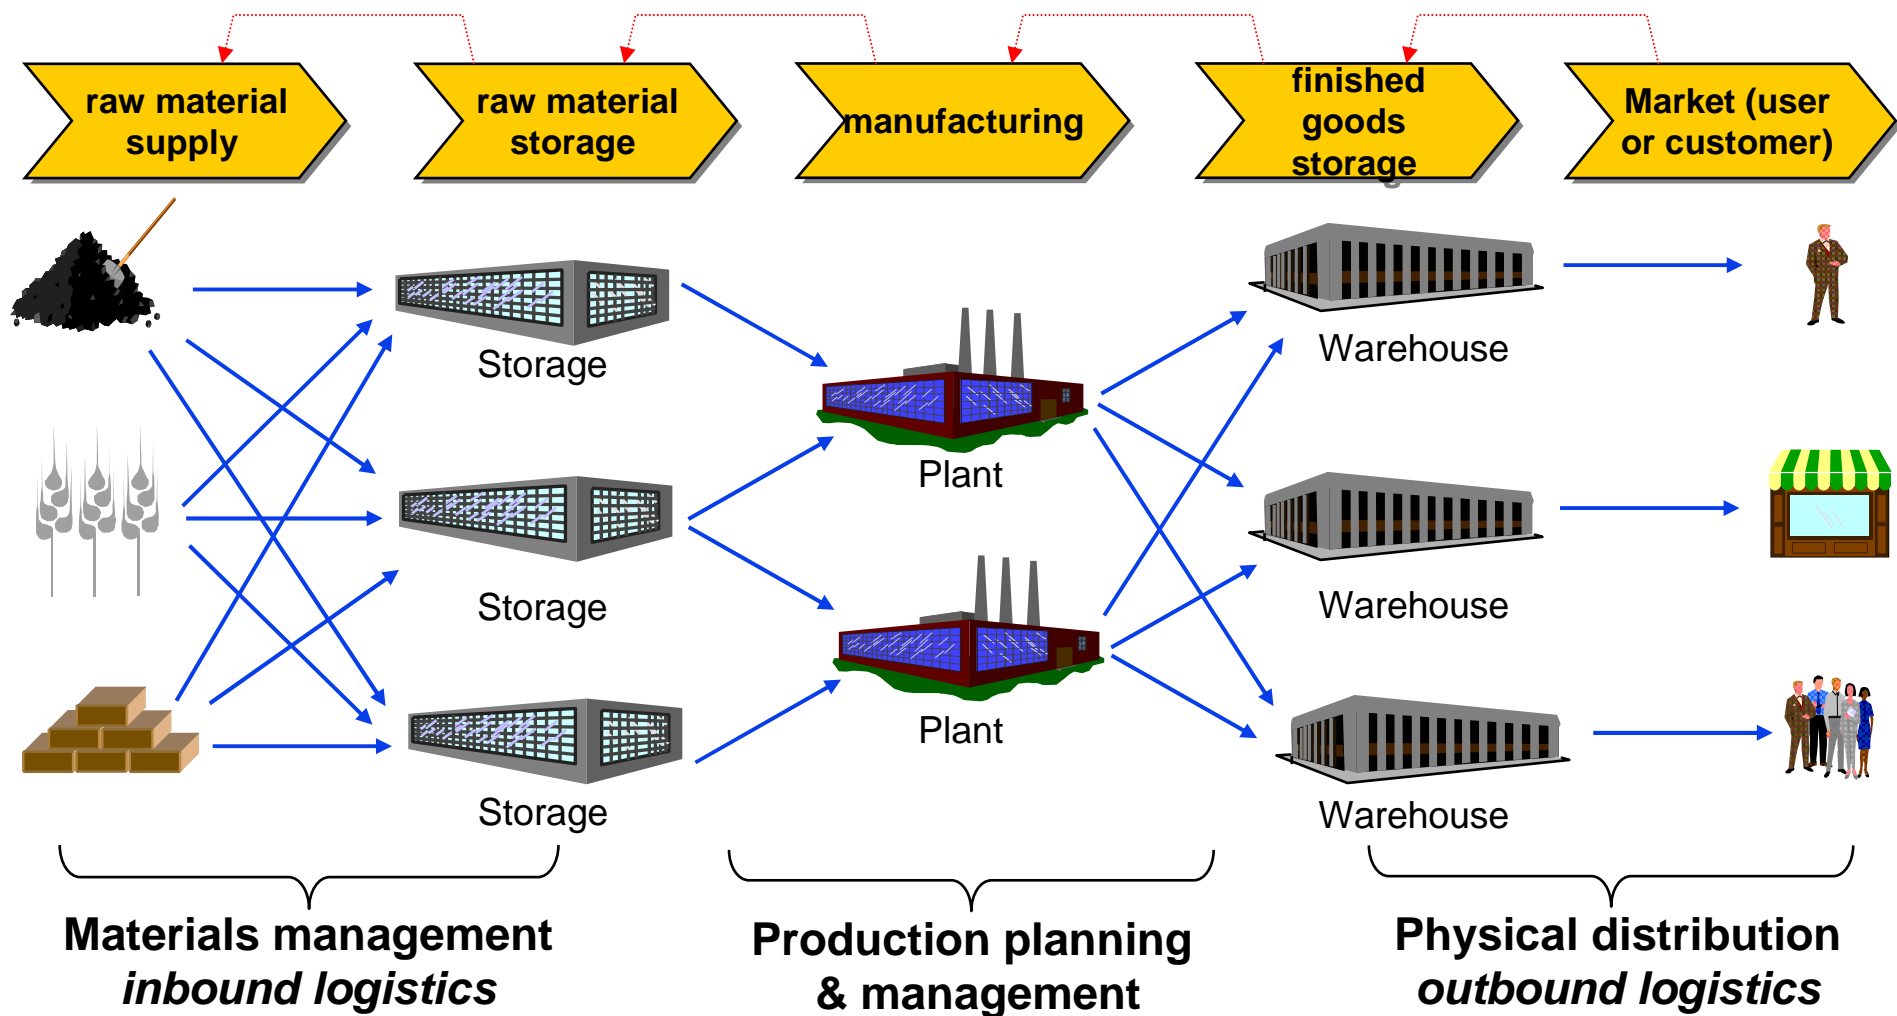 raw material
supply
raw material
storage
manufacturing
finished
goods
storage
Market (user
or customer)
Storage
Warehouse
Plant
Storage
Warehouse
Plant
Storage
Warehouse
Materials management
inbound logistics
Production planning
& management
Physical distribution
outbound logistics